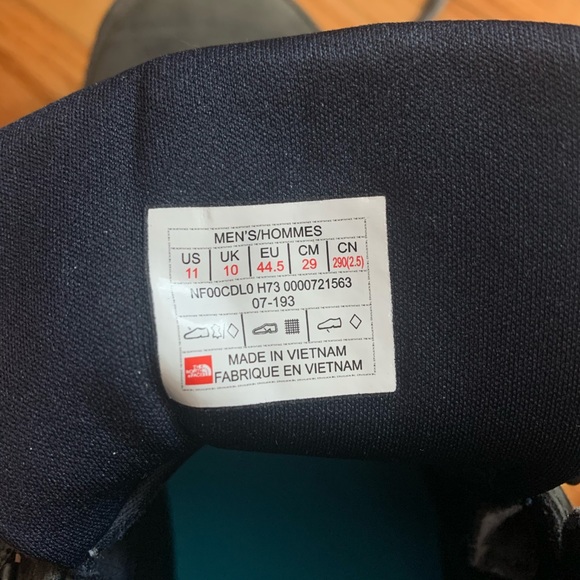 MEN'S/HOMMES
US UK EU CM CN
11 10 44.5 29 290(2.5)
NF00CDL0 H73 0000721563
07-193
MADE IN VIETNAM
FABRIQUE EN VIETNAM